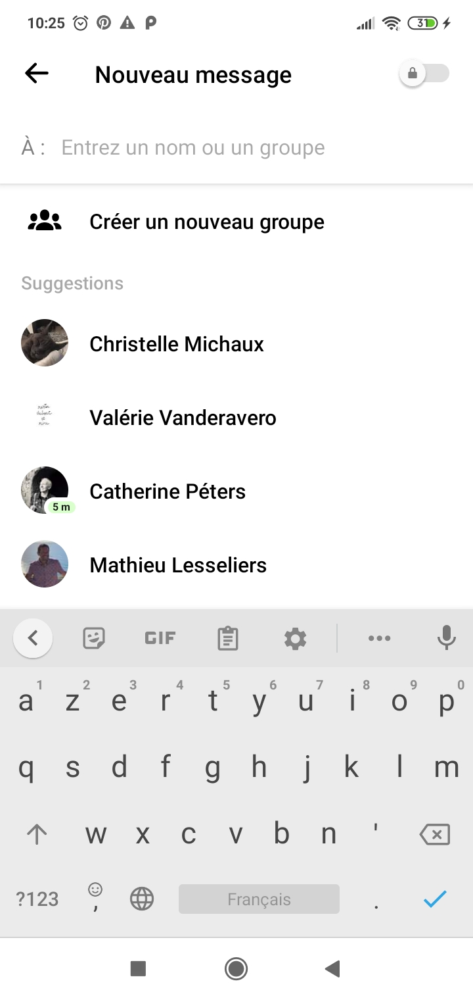 10:25 31
Nouveau message
À : Entrez un nom ou un groupe
Créer un nouveau groupe
Suggestions
Christelle Michaux
Valérie Vanderavero
Catherine Péters
5 m
Mathieu Lesseliers
GIF
1 2 3 4 5 6 7 8 9 0
a z e r t y u i o p
q s d f g h j k l m
w x c v b n '
?123 , Français .